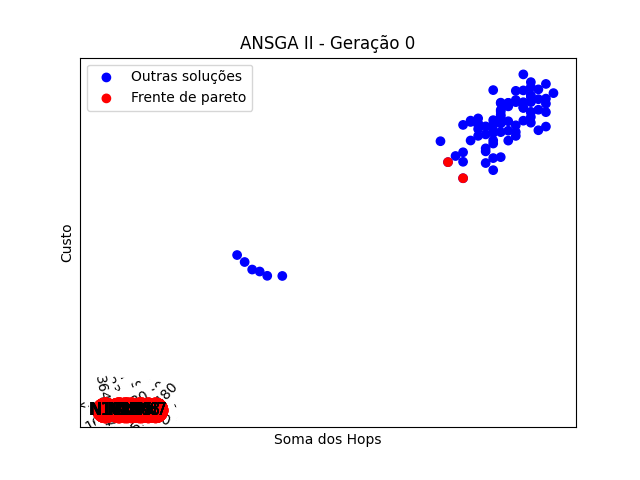 ANSGA II - Geração 0
Outras soluções
Frente de pareto
Custo
Soma dos Hops